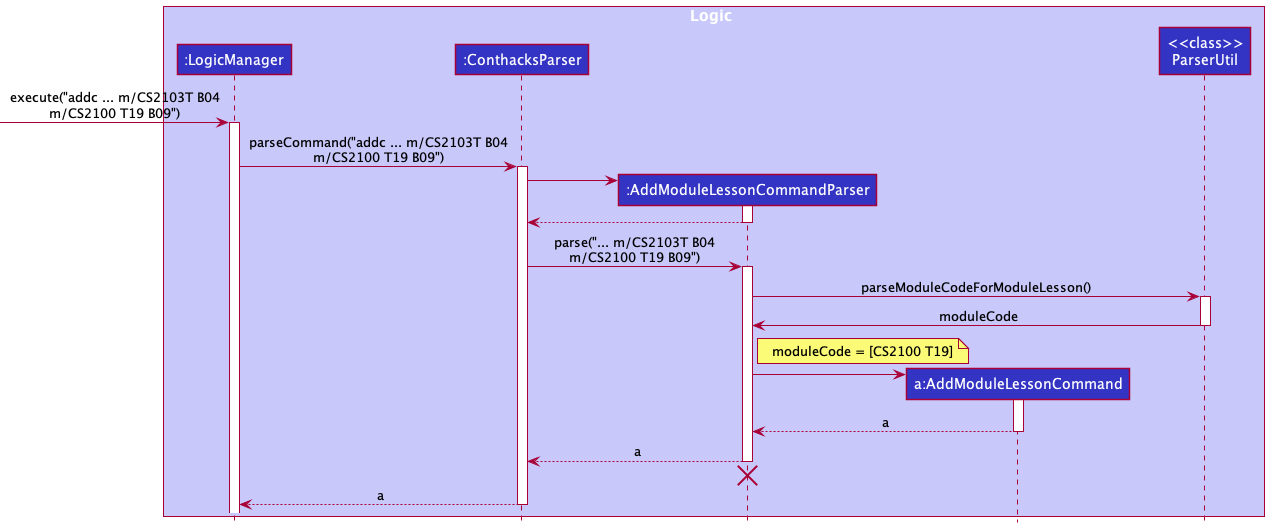 Logic
<<class>>
:LogicManager
:ConthacksParser
ParserUtil
execute("addc ... m/CS2103T B04
m/CS2100 T19 B09")
parseCommand("addc ... m/CS2103T B04
m/CS2100 T19 B09")
:AddModuleLessonCommandParser
parse("... m/CS2103T B04
m/CS2100 T19 B09")
parseModuleCodeForModuleLesson()
moduleCode
moduleCode = [CS2100 T19]
a:AddModuleLessonCommand
a
a
a